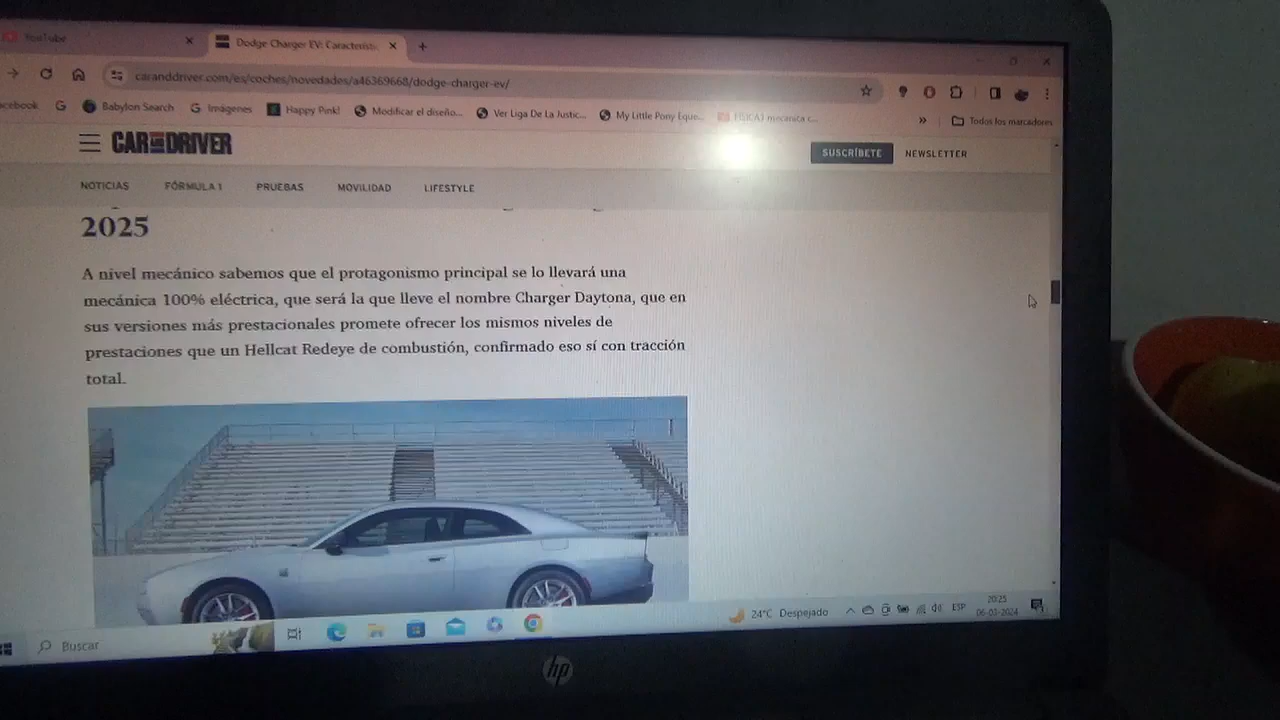 YouTube
Dodge Charger EV: Característic
caranddriver.com/es/coches/novedades/a46369668/dodge-charger-ev/
acebook
Babylon Search
Imágenes
Happy Pink!
Modificar el diseño...
Ver Liga De La Justic...
My Little Pony Eque...
FISICA1 mecanica c...
Todos los marcadores
CAR AND DRIVER
SUSCRÍBETE
NEWSLETTER
NOTICIAS
FÓRMULA 1
PRUEBAS
MOVILIDAD
LIFESTYLE
2025
A nivel mecánico sabemos que el protagonismo principal se lo llevará una
mecánica 100% eléctrica, que será la que lleve el nombre Charger Daytona, que en
sus versiones más prestacionales promete ofrecer los mismos niveles de
prestaciones que un Hellcat Redeye de combustión, confirmado eso sí con tracción
total.
24°C Despejado
ESP
20:25
06-03-2024
Buscar
hp